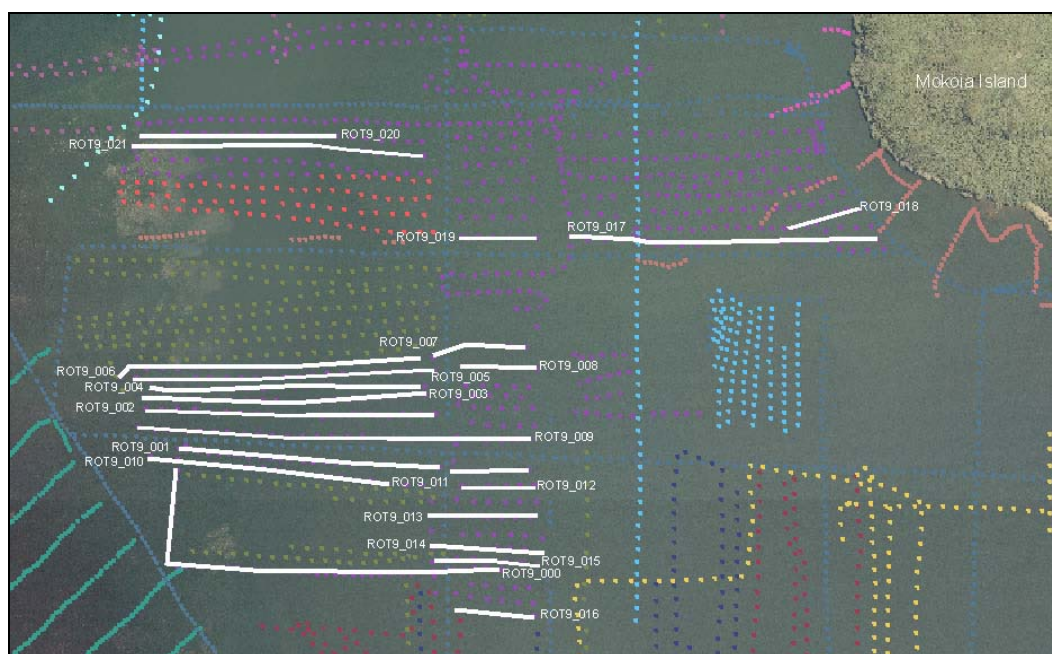 Mokoia Island
ROT9_020
ROT9_021
ROT9_018
ROT9_017
ROT9_019
ROT9_007
ROT9_008
ROT9_006
ROT9_005
ROT9_004
ROT9_003
ROT9_002
ROT9_009
ROT9_001
ROT9_010
ROT9_011
ROT9_012
ROT9_013
ROT9_014
ROT9_015
ROT9_000
ROT9_016